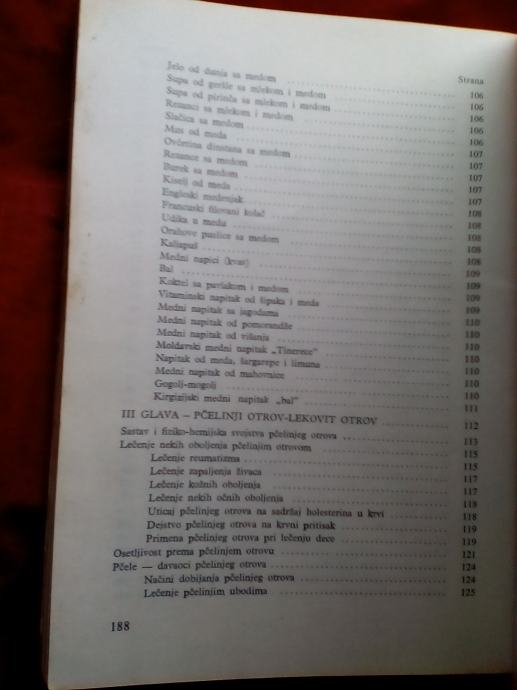 Strana
Jelo od dunja sa medom 106
Supa od geršle sa mlekom i medom 106
Supa od pirinča sa mlekom i medom 106
Rezanci sa mlekom i medom 106
Slačica sa medom 106
Mus od meda 107
Ovčetina dinstana sa medom 107
Rezance sa medom 107
Burek sa medom 107
Kiselj od meda 107
Engleski medenjak 108
Francuski filovani kolač 108
Udika u medu 108
Orahove puslice sa medom 108
Kaliapuš 108
Medni napici (kvas) 109
Bal 109
Koktel sa pavlakom i medom 109
Vitaminski napitak od šipaka i meda 109
Medni napitak sa jagodama 110
Medni napitak od pomorandže 110
Medni napitak od višanja 110
Moldavski medni napitak „Tinerece" 110
Napitak od meda, šargarepe i limuna 110
Medni napitak od mahovnice 110
Gogolj-mogolj 110
Kirgizijski medni napitak „bal" 111
III GLAVA – PČELINJI OTROV-LEKOVIT OTROV 112
Sastav i fiziko-hemijska svojstva pčelinjeg otrova 113
Lečenje nekih oboljenja pčelinjim otrovom 115
Lečenje reumatizma 115
Lečenje zapaljenja živaca 117
Lečenje kožnih oboljenja 117
Lečenje nekih očnih oboljenja 118
Uticaj pčelinjeg otrova na sadržaj holesterina u krvi 118
Dejstvo pčelinjeg otrova na krvni pritisak 119
Primena pčelinjeg otrova pri lečenju dece 119
Osetljivost prema pčelinjem otrovu 121
Pčele — davaoci pčelinjeg otrova 124
Načini dobijanja pčelinjeg otrova 124
Lečenje pčelinjim ubodima 125
188